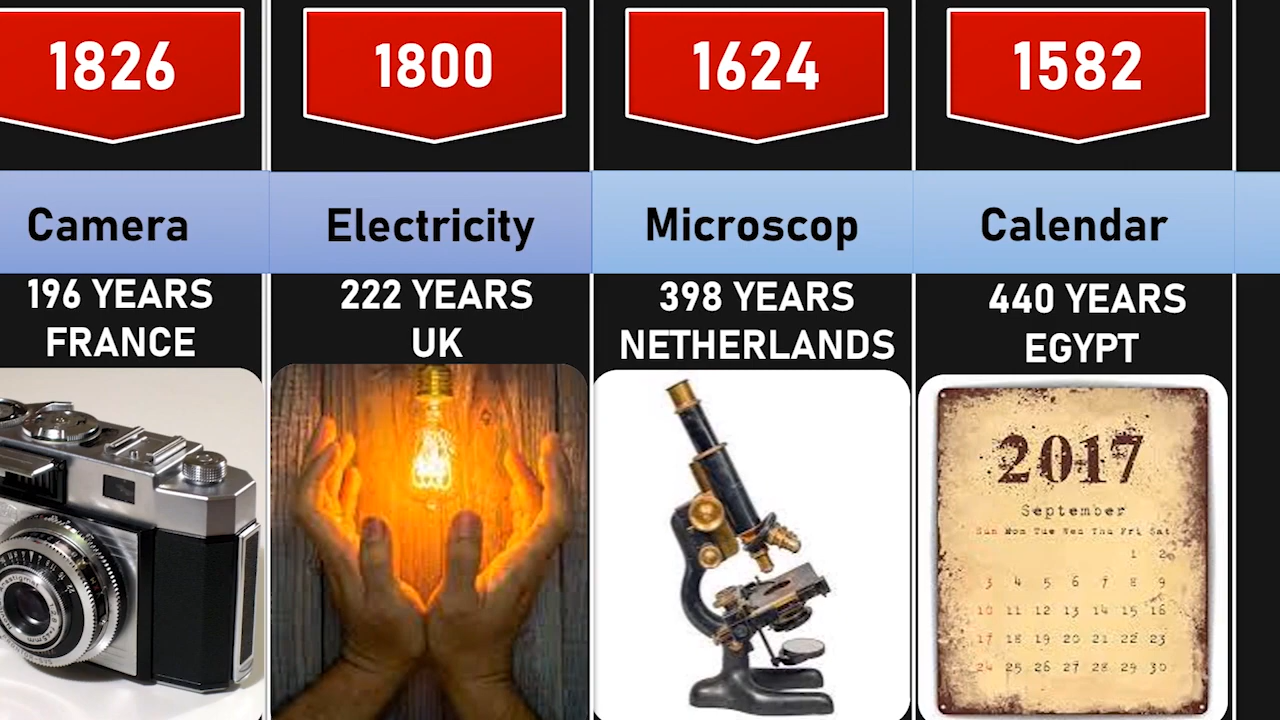 1826
Camera
196 YEARS
FRANCE
1800
Electricity
222 YEARS
UK
1624
Microscop
398 YEARS
NETHERLANDS
1582
Calendar
440 YEARS
EGYPT
2017
September
Sun Mon Tue Wed Thu Fri Sat
1 2
3 4 5 6 7 8 9
10 11 12 13 14 15 16
17 18 19 20 21 22 23
24 25 26 27 28 29 30